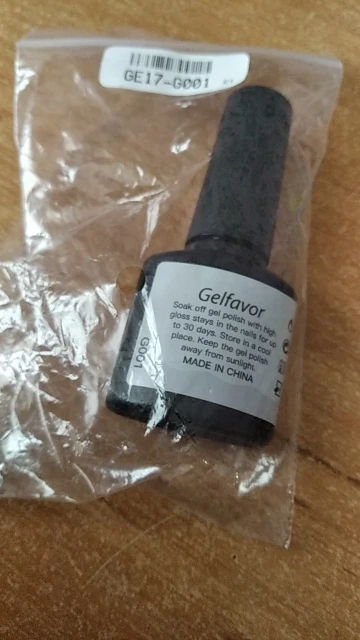 GE17-G001
Gelfavor
Soak off gel polish with high
gloss stays in the nails for up
to 30 days. Store in a cool
place. Keep the gel polish
away from sunlight.
MADE IN CHINA
G001